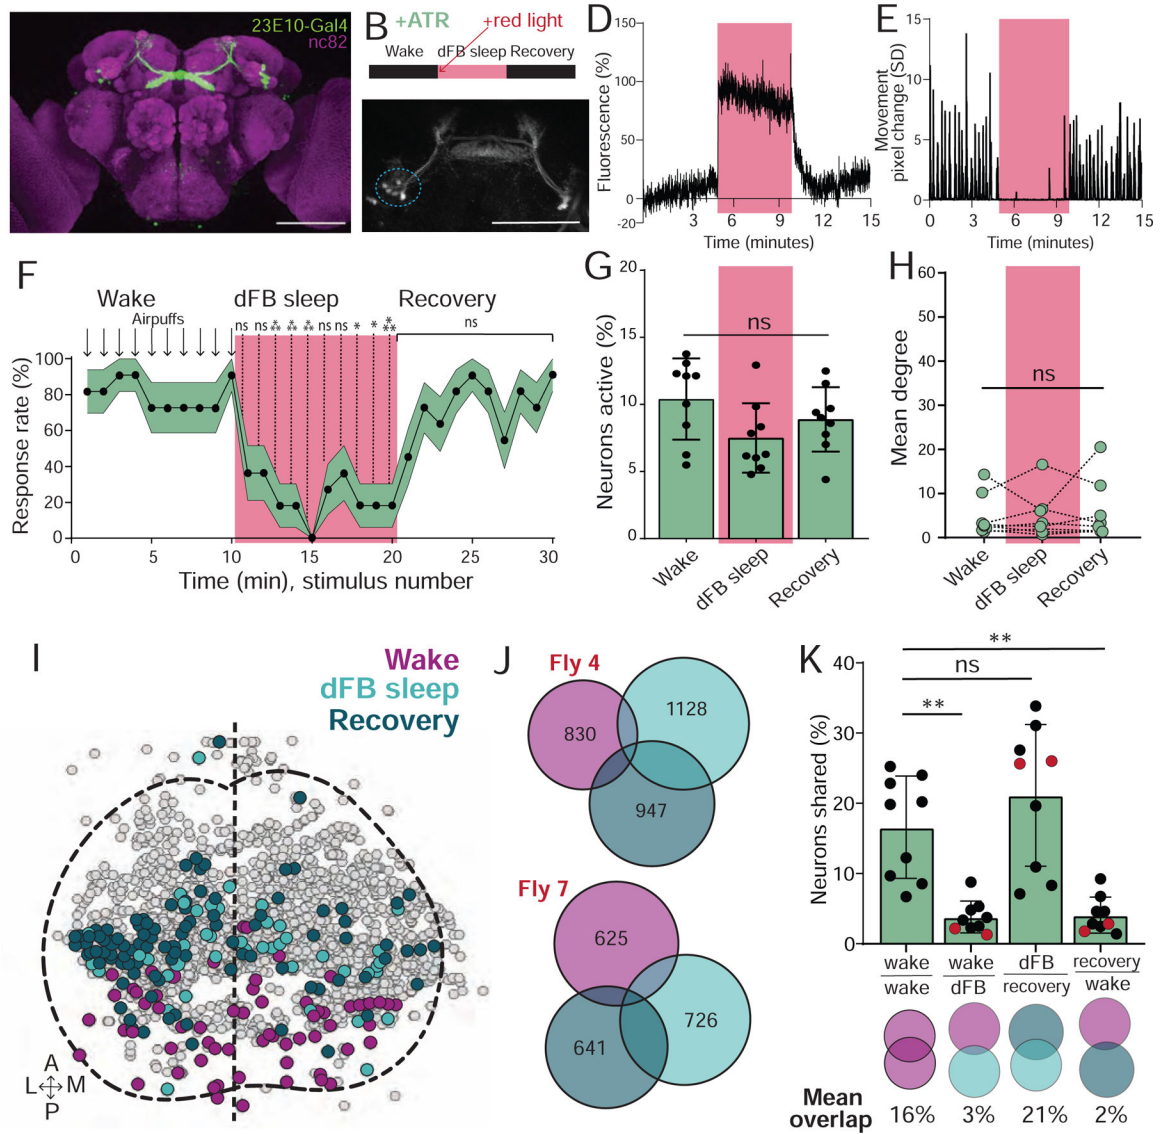 23E10-Gal4
nc82
B
+ATR
+red light
Wake
dFB sleep
Recovery
D
Fluorescence (%)
150
100
50
0
-20
3
6
9
12
15
Time (minutes)
E
Movement
pixel change (SD)
15
10
5
0
0
3
6
9
12
15
Time (minutes)
F
Wake
dFB sleep
Recovery
Airpuffs
ns
ns
**
**
**
ns
ns
*
*
****
ns
Response rate (%)
100
80
60
40
20
0
0
5
10
15
20
25
30
Time (min), stimulus number
G
Neurons active (%)
20
15
10
5
0
ns
Wake
dFB sleep
Recovery
H
Mean degree
60
50
40
30
20
10
0
ns
Wake
dFB sleep
Recovery
I
Wake
dFB sleep
Recovery
A
L
M
P
J
Fly 4
830
1128
947
Fly 7
625
726
641
K
**
ns
**
Neurons shared (%)
40
30
20
10
0
wake
wake
wake
dFB
dFB
recovery
recovery
wake
Mean
overlap
16%
3%
21%
2%